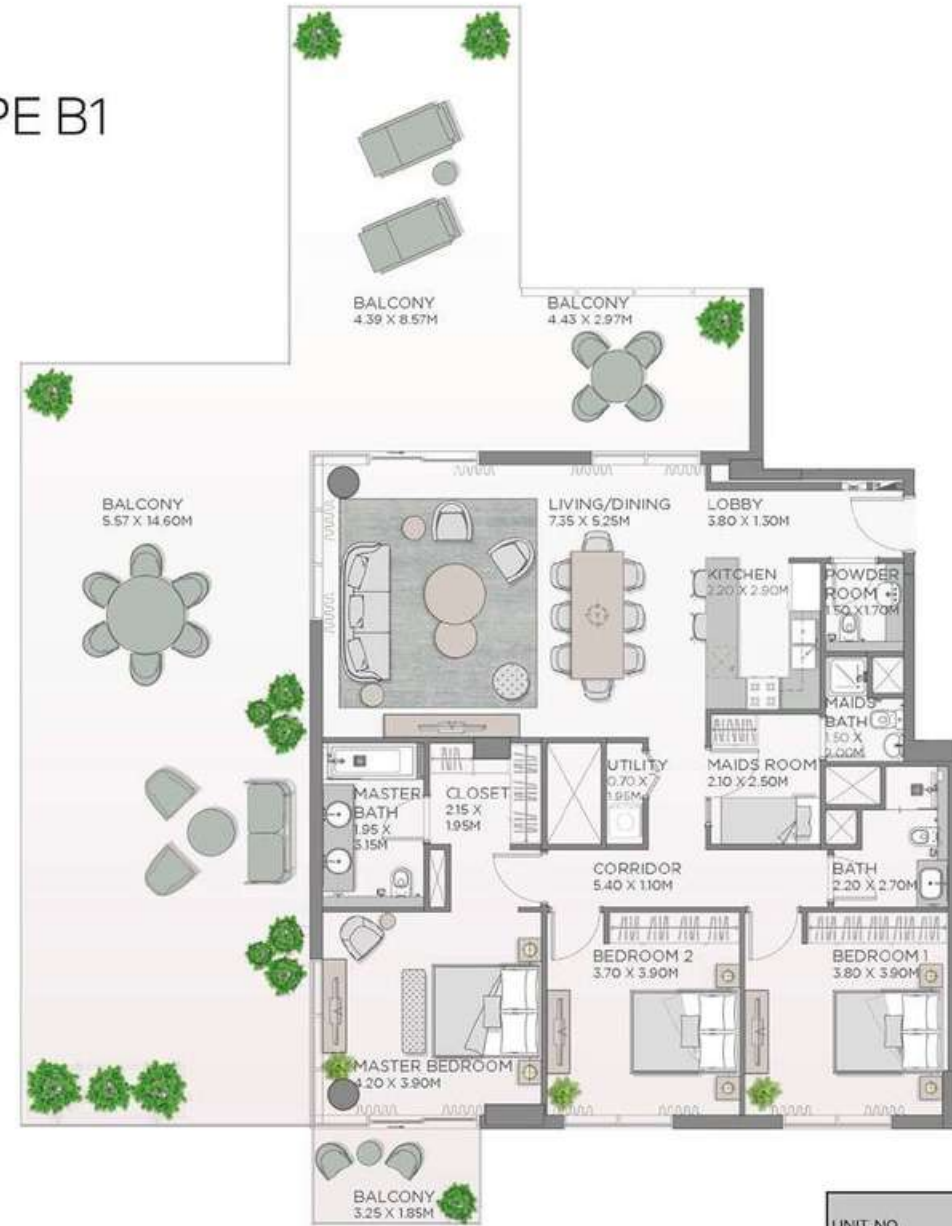 PE B1
BALCONY
4.39 X 8.57M
BALCONY
4.43 X 2.97M
BALCONY
5.57 X 14.60M
LIVING/DINING
7.35 X 5.25M
LOBBY
3.80 X 1.30M
KITCHEN
2.20 X 2.90M
POWDER
ROOM
1.50 X 1.70M
MAIDS
BATH
1.50 X
2.00M
MASTER
BATH
1.95 X
3.15M
CLOSET
2.15 X
1.95M
UTILITY
0.70 X
1.95M
MAIDS ROOM
2.10 X 2.50M
CORRIDOR
5.40 X 1.10M
BATH
2.20 X 2.70M
BEDROOM 2
3.70 X 3.90M
BEDROOM 1
3.80 X 3.90M
MASTER BEDROOM
4.20 X 3.90M
BALCONY
3.25 X 1.85M
UNIT NO